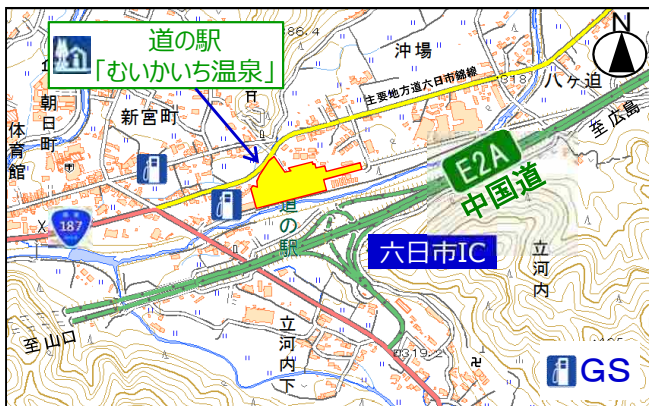 道の駅
「むいかいち温泉」
N
沖場
八ヶ迫
主要地方道六日市錦線
至広島
新宮町
朝日町
体育館
E2A
中国道
道の駅
187
六日市IC
立河内
至山口
立河内下
319.2
GS